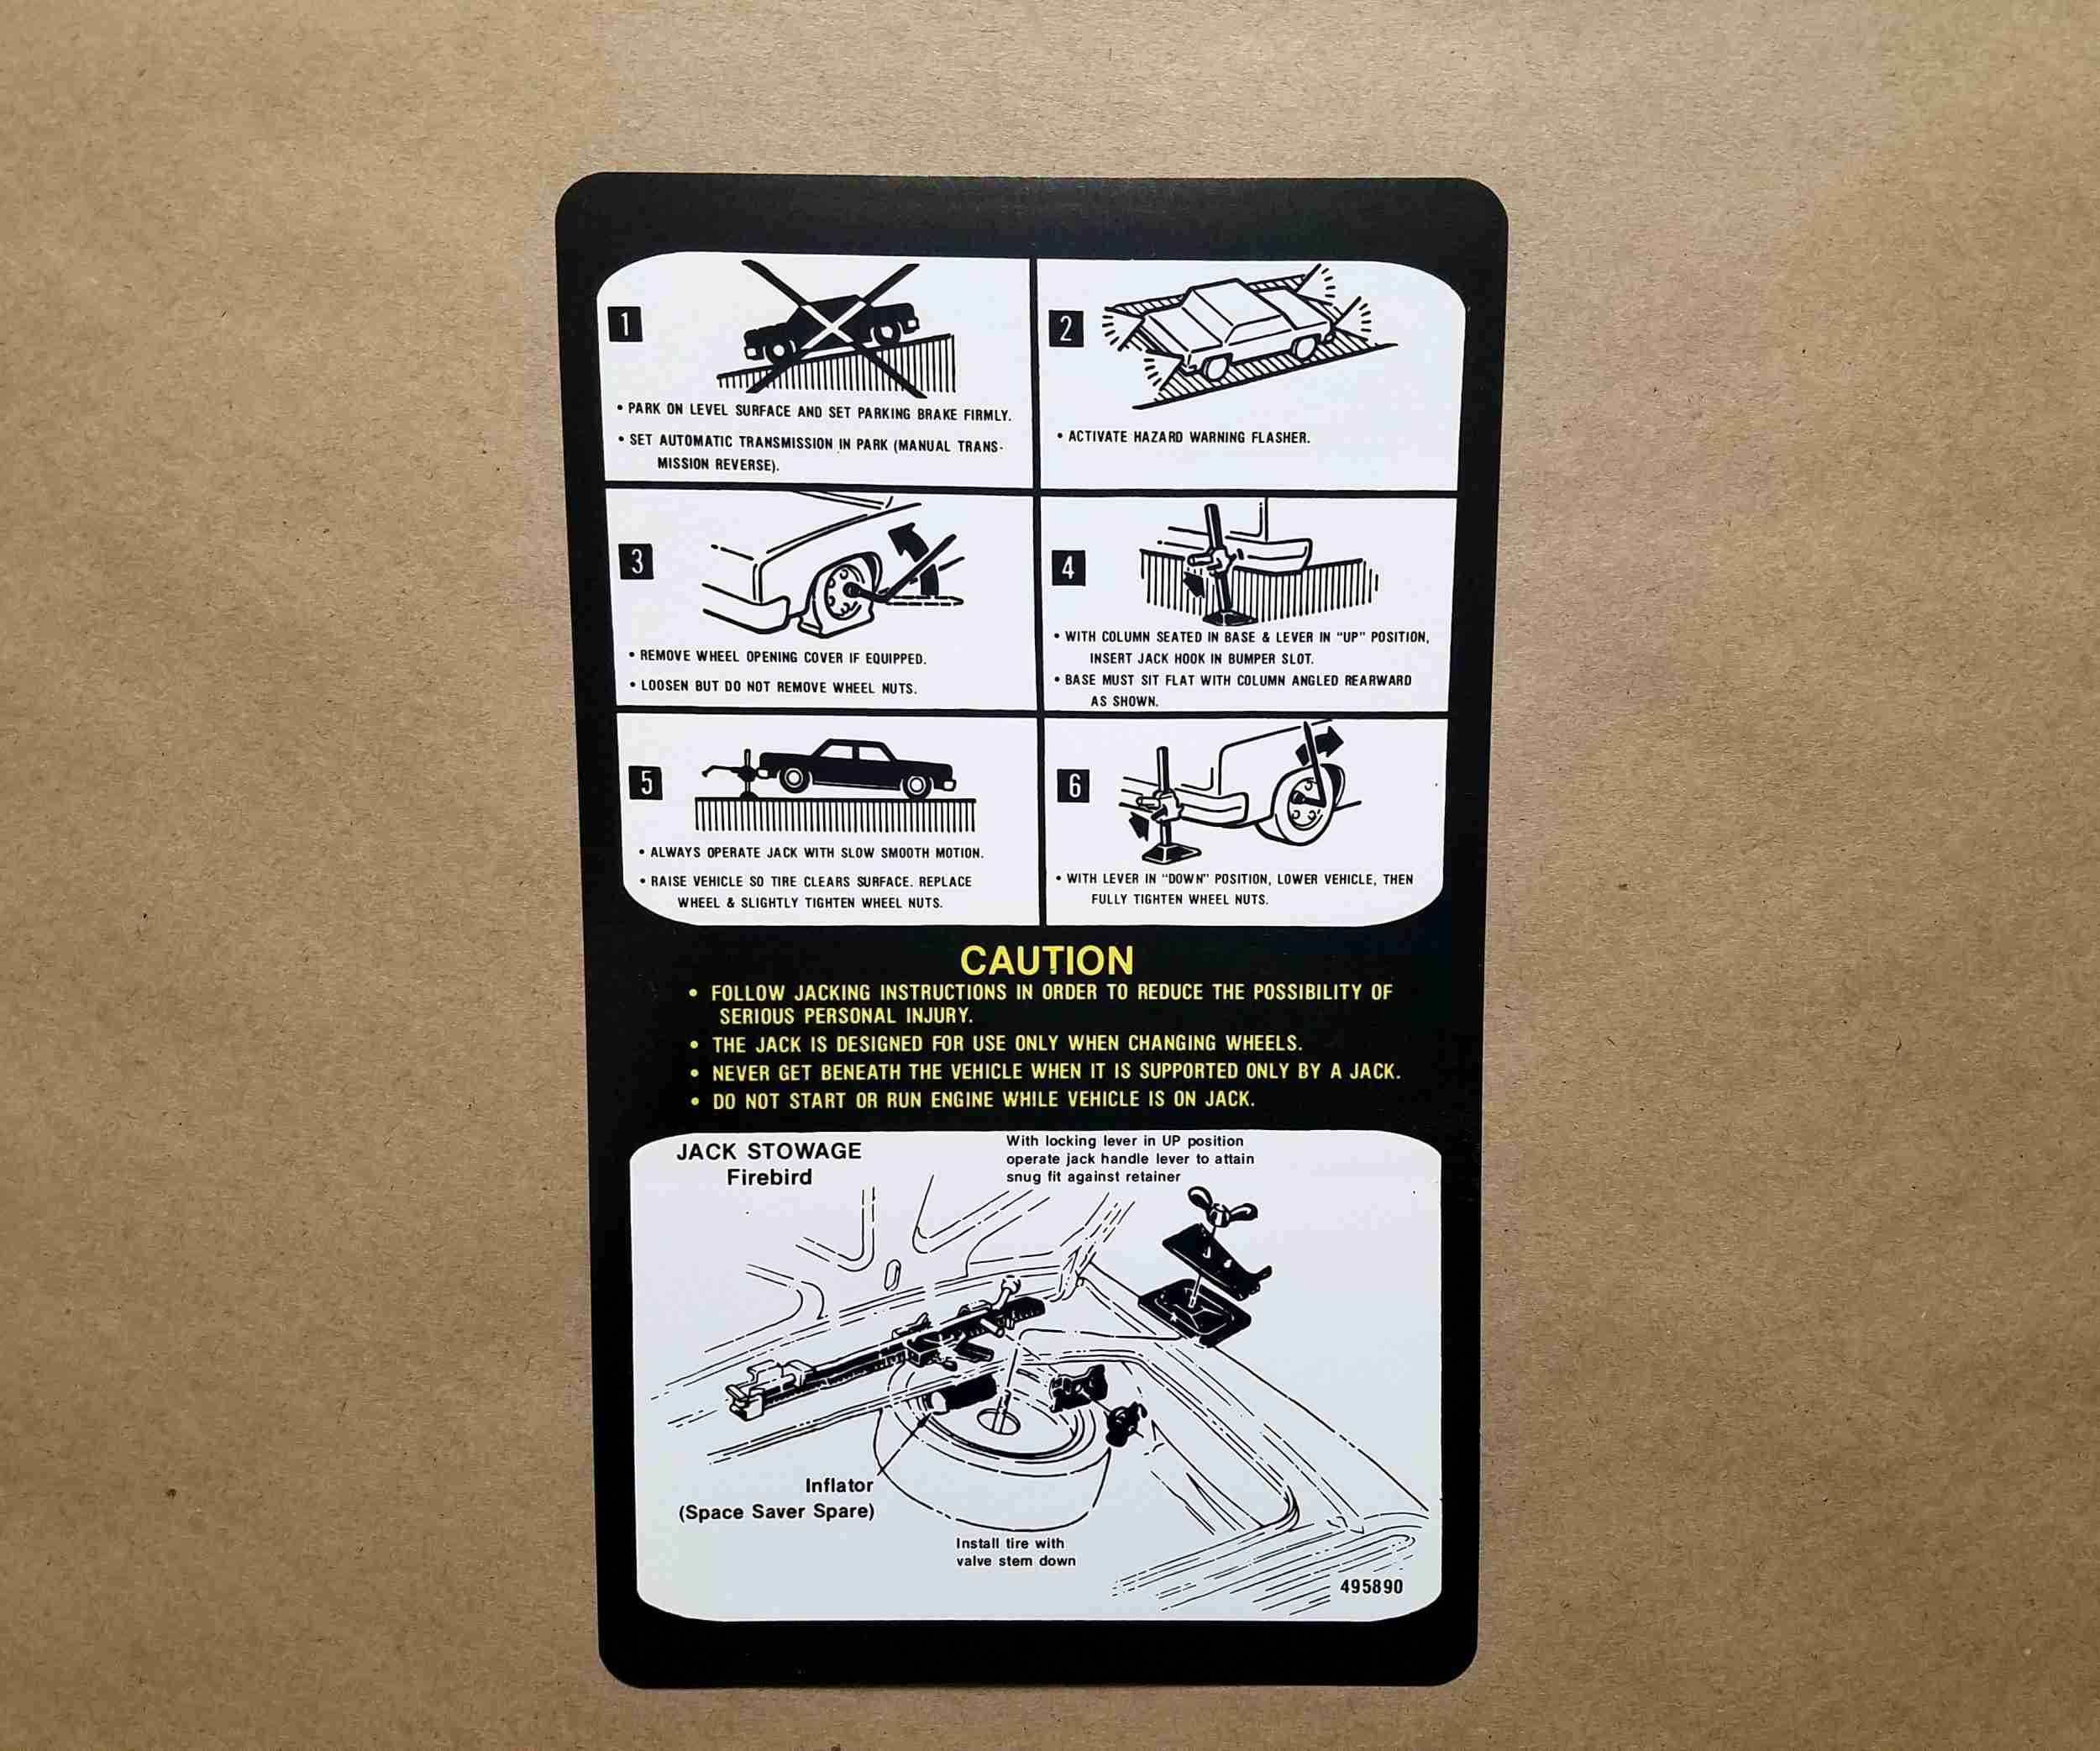 1
• PARK ON LEVEL SURFACE AND SET PARKING BRAKE FIRMLY.
• SET AUTOMATIC TRANSMISSION IN PARK (MANUAL TRANS-
MISSION REVERSE).
2
• ACTIVATE HAZARD WARNING FLASHER.
3
• REMOVE WHEEL OPENING COVER IF EQUIPPED.
• LOOSEN BUT DO NOT REMOVE WHEEL NUTS.
4
• WITH COLUMN SEATED IN BASE & LEVER IN "UP" POSITION,
INSERT JACK HOOK IN BUMPER SLOT.
• BASE MUST SIT FLAT WITH COLUMN ANGLED REARWARD
AS SHOWN.
5
• ALWAYS OPERATE JACK WITH SLOW SMOOTH MOTION.
• RAISE VEHICLE SO TIRE CLEARS SURFACE. REPLACE
WHEEL & SLIGHTLY TIGHTEN WHEEL NUTS.
6
• WITH LEVER IN "DOWN" POSITION, LOWER VEHICLE, THEN
FULLY TIGHTEN WHEEL NUTS.
CAUTION
• FOLLOW JACKING INSTRUCTIONS IN ORDER TO REDUCE THE POSSIBILITY OF
SERIOUS PERSONAL INJURY.
• THE JACK IS DESIGNED FOR USE ONLY WHEN CHANGING WHEELS.
• NEVER GET BENEATH THE VEHICLE WHEN IT IS SUPPORTED ONLY BY A JACK.
• DO NOT START OR RUN ENGINE WHILE VEHICLE IS ON JACK.
JACK STOWAGE
Firebird
With locking lever in UP position
operate jack handle lever to attain
snug fit against retainer
Inflator
(Space Saver Spare)
Install tire with
valve stem down
495890